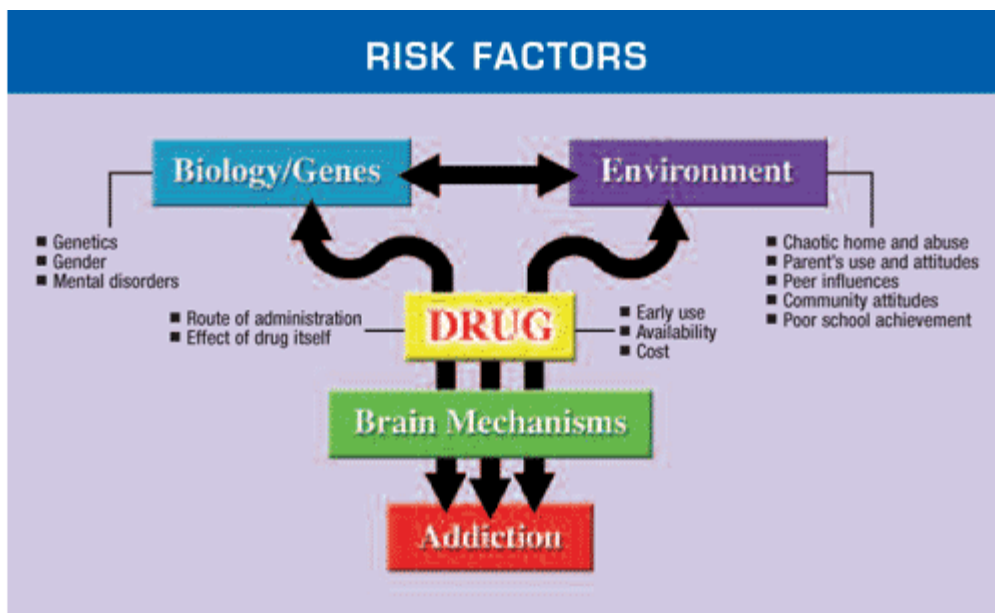 RISK FACTORS
Biology/Genes
Environment
■ Genetics
■ Gender
■ Mental disorders
■ Chaotic home and abuse
■ Parent's use and attitudes
■ Peer influences
■ Community attitudes
■ Poor school achievement
■ Route of administration
■ Effect of drug itself
DRUG
■ Early use
■ Availability
■ Cost
Brain Mechanisms
Addiction